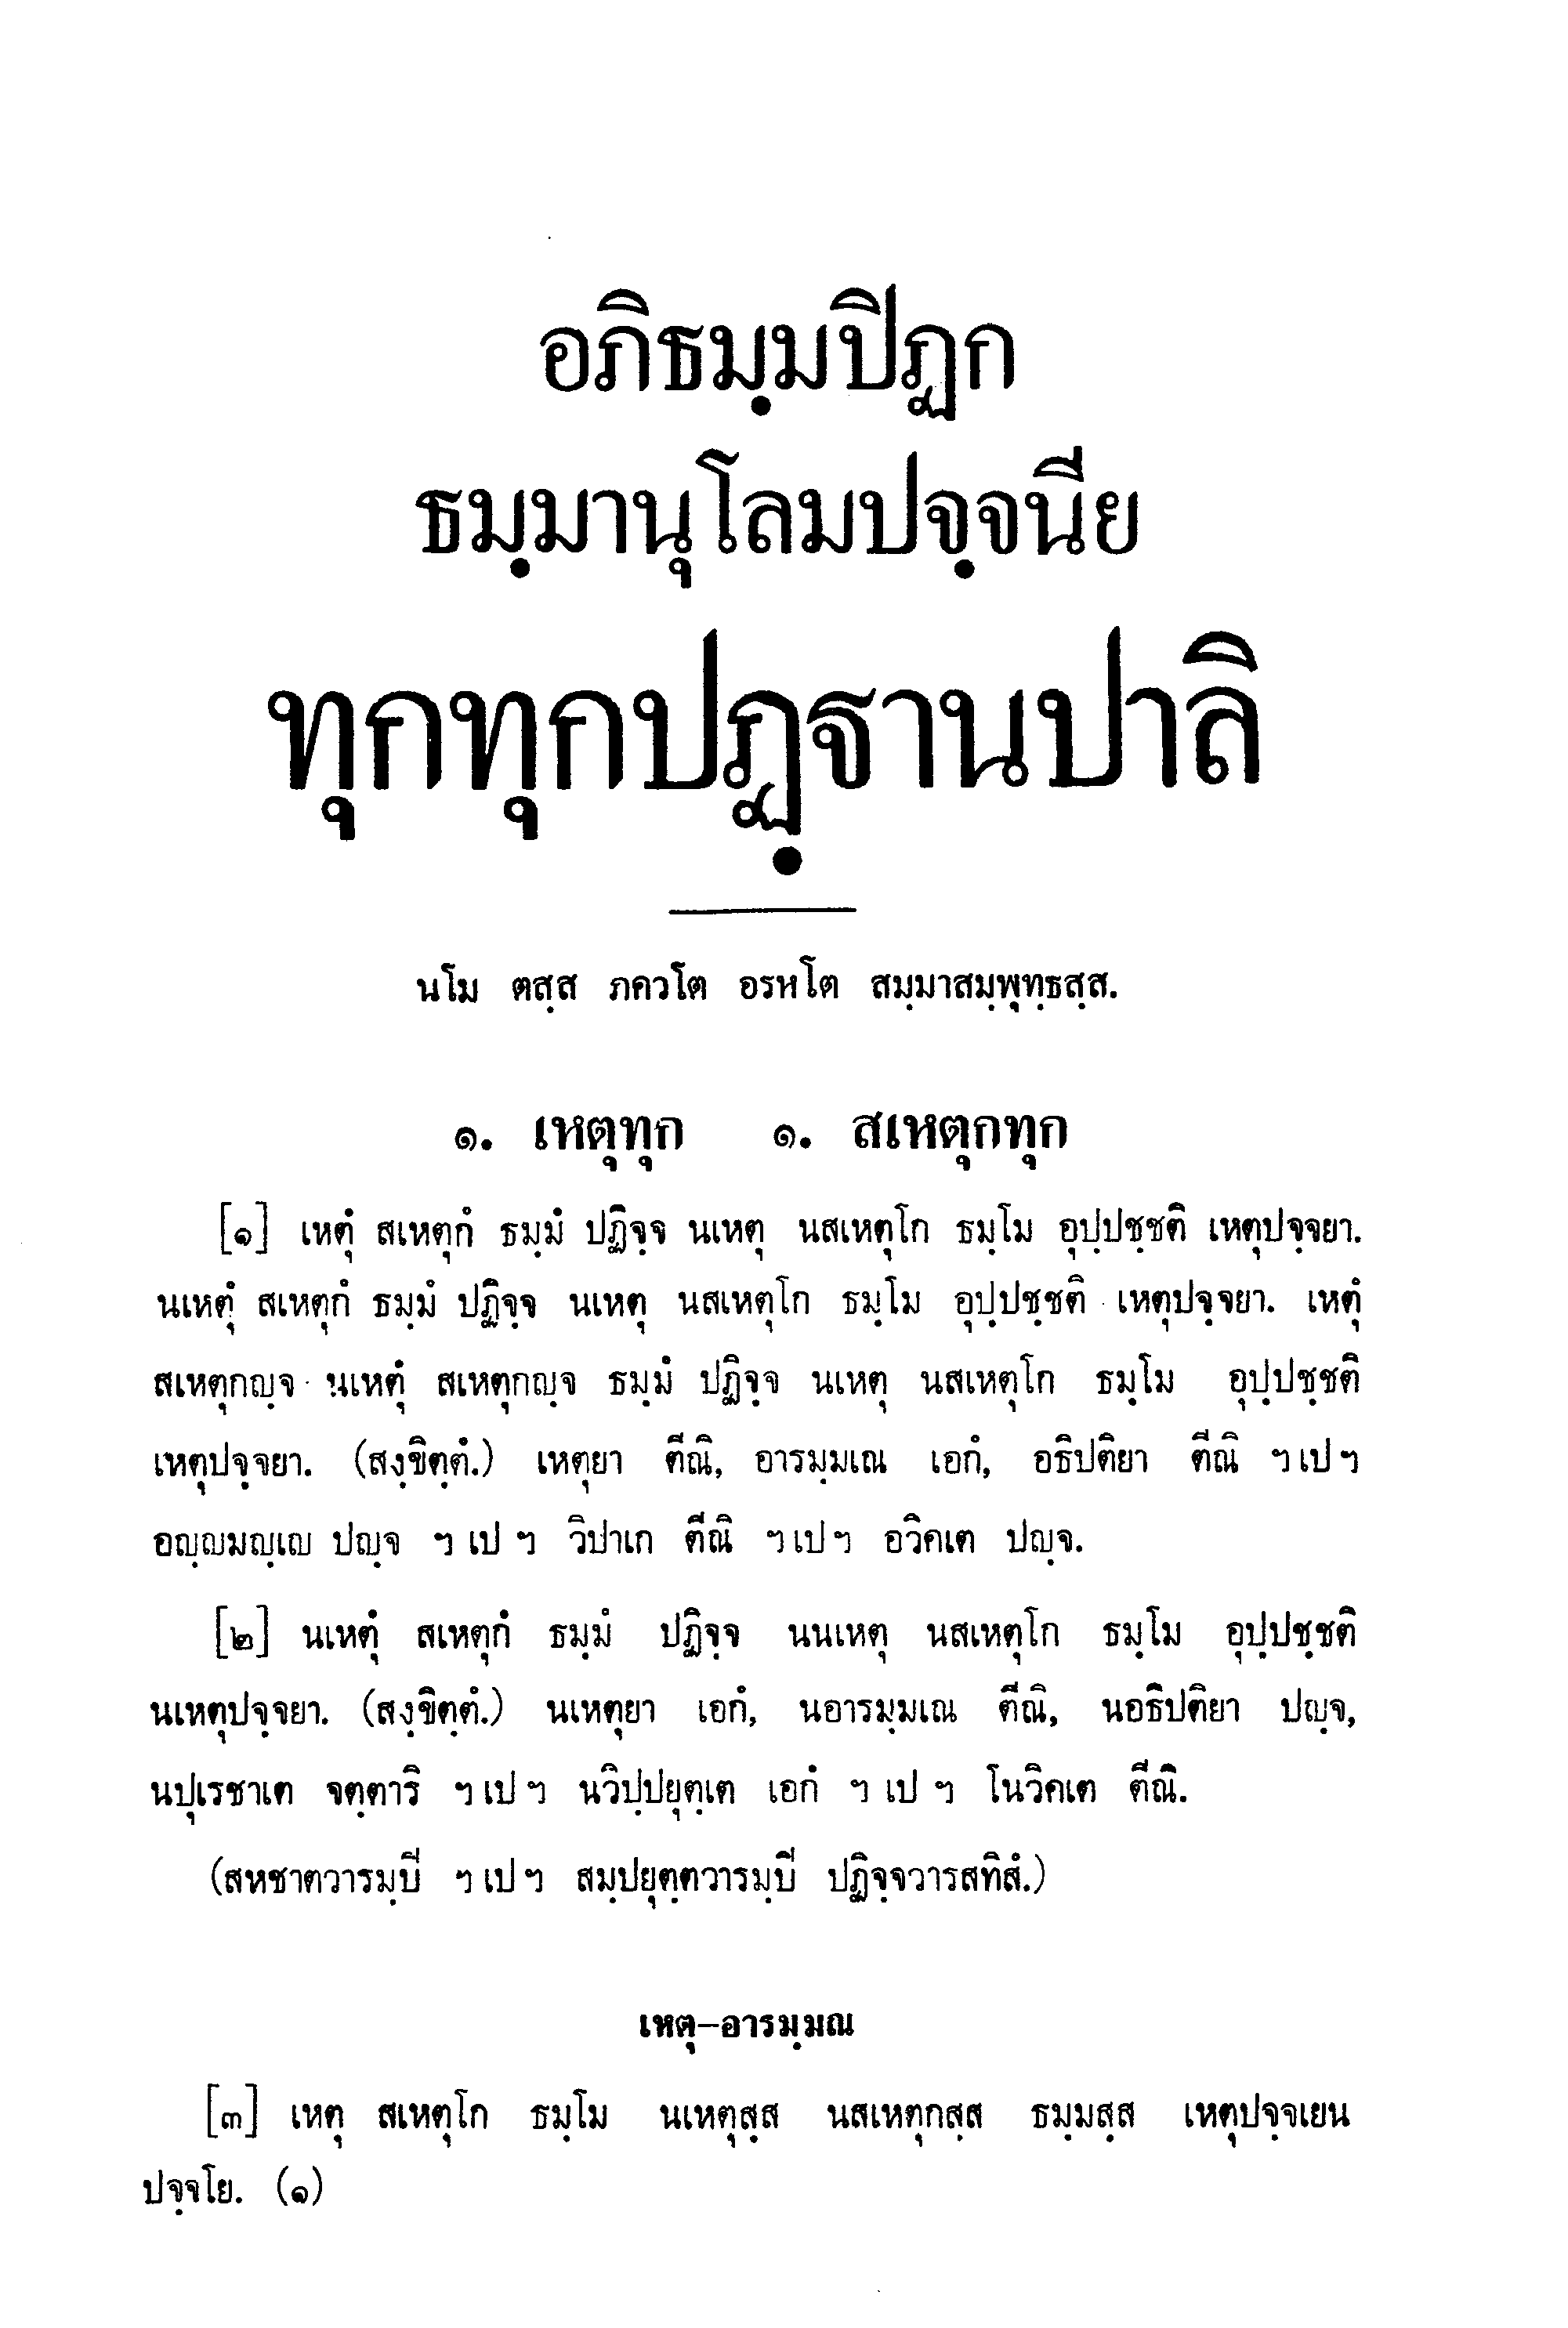 อภิธมฺมปิฏก
ธมฺมานุโลมปจฺจนีย
ทุกทุกปฏฺฐานปาลิ
นโม ตสฺส ภควโต อรหโต สมฺมาสมฺพุทฺธสฺส.
๑. เหตุทุก ๑. สเหตุกทุก
[๑] เหตุํ สเหตุกํ ธมฺมํ ปฏิจฺจ นเหตุ นสเหตุโก ธมฺโม อุปฺปชฺชติ เหตุปจฺจยา.
นเหตุํ สเหตุกํ ธมฺมํ ปฏิจฺจ นเหตุ นสเหตุโก ธมฺโม อุปฺปชฺชติ เหตุปจฺจยา. เหตุํ
สเหตุกญฺจ นเหตุํ สเหตุกญฺจ ธมฺมํ ปฏิจฺจ นเหตุ นสเหตุโก ธมฺโม อุปฺปชฺชติ
เหตุปจฺจยา. (สงฺขิตฺตํ.) เหตุยา ตีณิ, อารมฺมเณ เอกํ, อธิปติยา ตีณิ ฯ เป ฯ
อญฺญมญฺเญ ปญฺจ ฯ เป ฯ วิปาเก ตีณิ ฯ เป ฯ อวิคเต ปญฺจ.
[๒] นเหตุํ สเหตุกํ ธมฺมํ ปฏิจฺจ นนเหตุ นสเหตุโก ธมฺโม อุปฺปชฺชติ
นเหตุปจฺจยา. (สงฺขิตฺตํ.) นเหตุยา เอกํ, นอารมฺมเณ ตีณิ, นอธิปติยา ปญฺจ,
นปุเรชาเต จตฺตาริ ฯ เป ฯ นวิปฺปยุตฺเต เอกํ ฯ เป ฯ โนวิคเต ตีณิ.
(สหชาตวารมฺปี ฯ เป ฯ สมฺปยุตฺตวารมฺปี ปฏิจฺจวารสทิสํ.)
เหตุ–อารมฺมณ
[๓] เหตุ สเหตุโก ธมฺโม นเหตุสฺส นสเหตุกสฺส ธมฺมสฺส เหตุปจฺจเยน
ปจฺจโย. (๑)